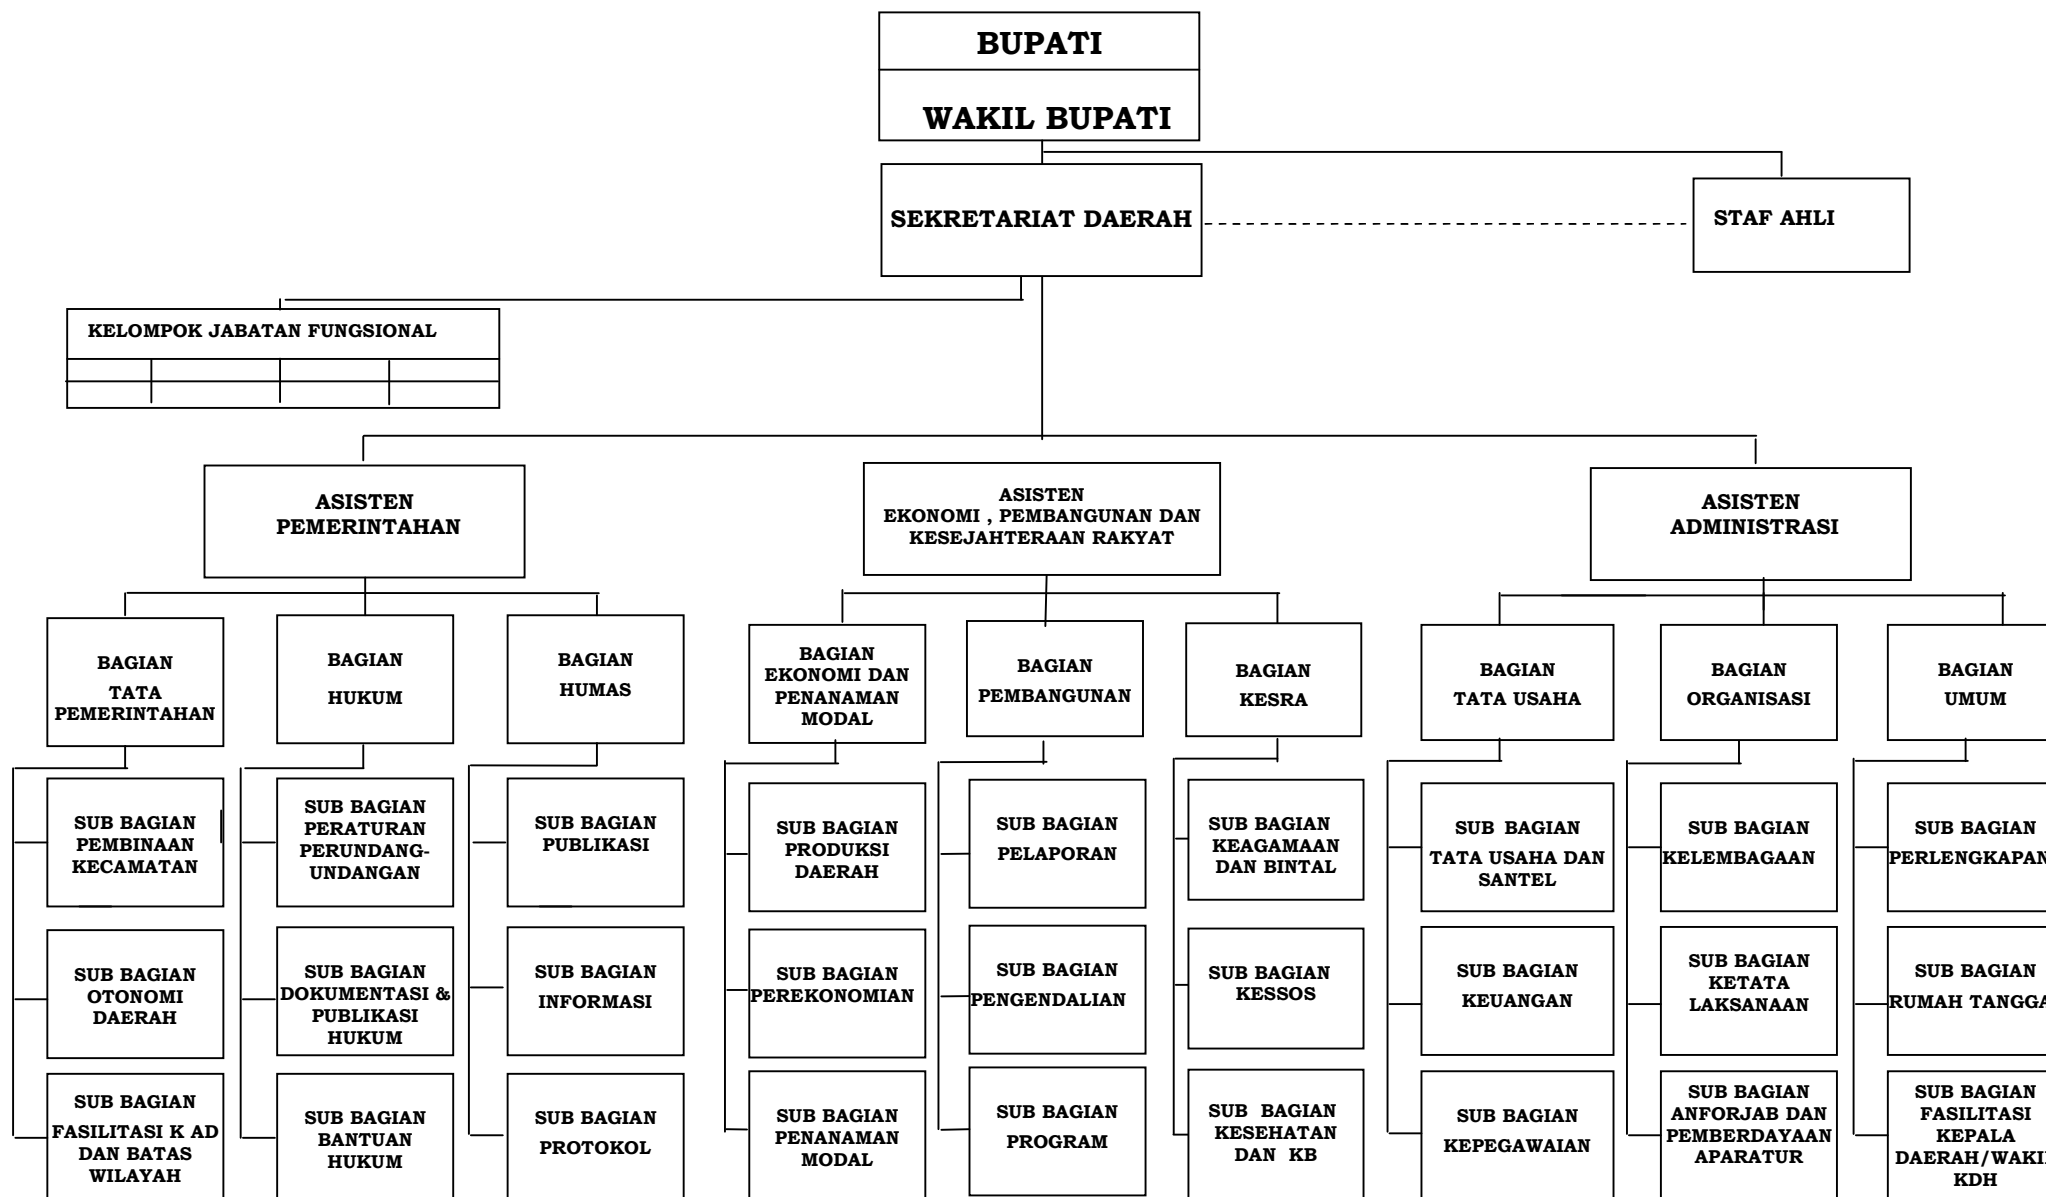 BUPATI
WAKIL BUPATI
SEKRETARIAT DAERAH
STAF AHLI
KELOMPOK JABATAN FUNGSIONAL
ASISTEN
PEMERINTAHAN
ASISTEN
EKONOMI , PEMBANGUNAN DAN
KESEJAHTERAAN RAKYAT
ASISTEN
ADMINISTRASI
BAGIAN
TATA
PEMERINTAHAN
BAGIAN
HUKUM
BAGIAN
HUMAS
BAGIAN
EKONOMI DAN
PENANAMAN
MODAL
BAGIAN
PEMBANGUNAN
BAGIAN
KESRA
BAGIAN
TATA USAHA
BAGIAN
ORGANISASI
BAGIAN
UMUM
SUB BAGIAN
PEMBINAAN
KECAMATAN
SUB BAGIAN
PERATURAN
PERUNDANG-
UNDANGAN
SUB BAGIAN
PUBLIKASI
SUB BAGIAN
PRODUKSI
DAERAH
SUB BAGIAN
PELAPORAN
SUB BAGIAN
KEAGAMAAN
DAN BINTAL
SUB BAGIAN
TATA USAHA DAN
SANTEL
SUB BAGIAN
KELEMBAGAAN
SUB BAGIAN
PERLENGKAPAN
SUB BAGIAN
OTONOMI
DAERAH
SUB BAGIAN
DOKUMENTASI &
PUBLIKASI
HUKUM
SUB BAGIAN
INFORMASI
SUB BAGIAN
PEREKONOMIAN
SUB BAGIAN
PENGENDALIAN
SUB BAGIAN
KESSOS
SUB BAGIAN
KEUANGAN
SUB BAGIAN
KETATA
LAKSANAAN
SUB BAGIAN
RUMAH TANGGA
SUB BAGIAN
FASILITASI K AD
DAN BATAS
WILAYAH
SUB BAGIAN
BANTUAN
HUKUM
SUB BAGIAN
PROTOKOL
SUB BAGIAN
PENANAMAN
MODAL
SUB BAGIAN
PROGRAM
SUB BAGIAN
KESEHATAN
DAN KB
SUB BAGIAN
KEPEGAWAIAN
SUB BAGIAN
ANFORJAB DAN
PEMBERDAYAAN
APARATUR
SUB BAGIAN
FASILITASI
KEPALA
DAERAH/WAKIL
KDH